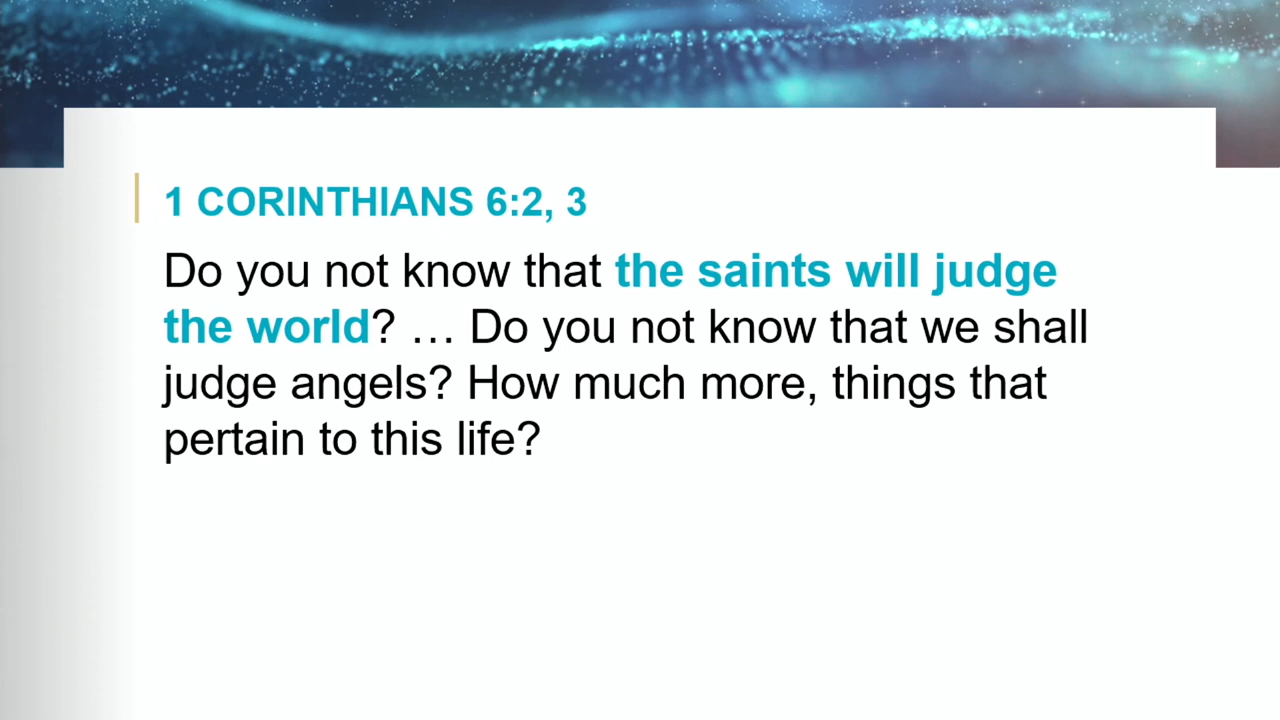 1 CORINTHIANS 6:2, 3
Do you not know that the saints will judge
the world? … Do you not know that we shall
judge angels? How much more, things that
pertain to this life?